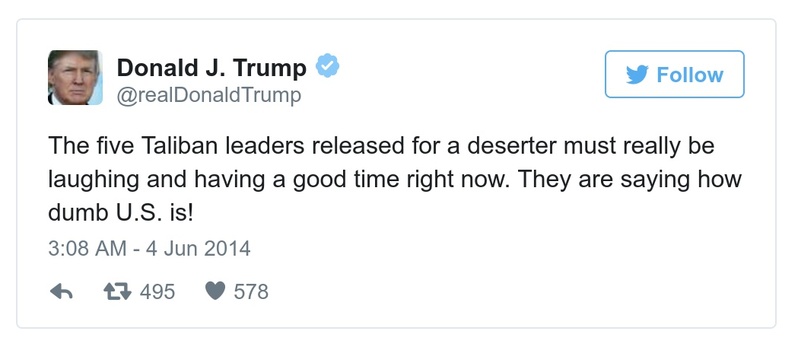 Donald J. Trump
@realDonaldTrump
Follow
The five Taliban leaders released for a deserter must really be
laughing and having a good time right now. They are saying how
dumb U.S. is!
3:08 AM - 4 Jun 2014
495 578